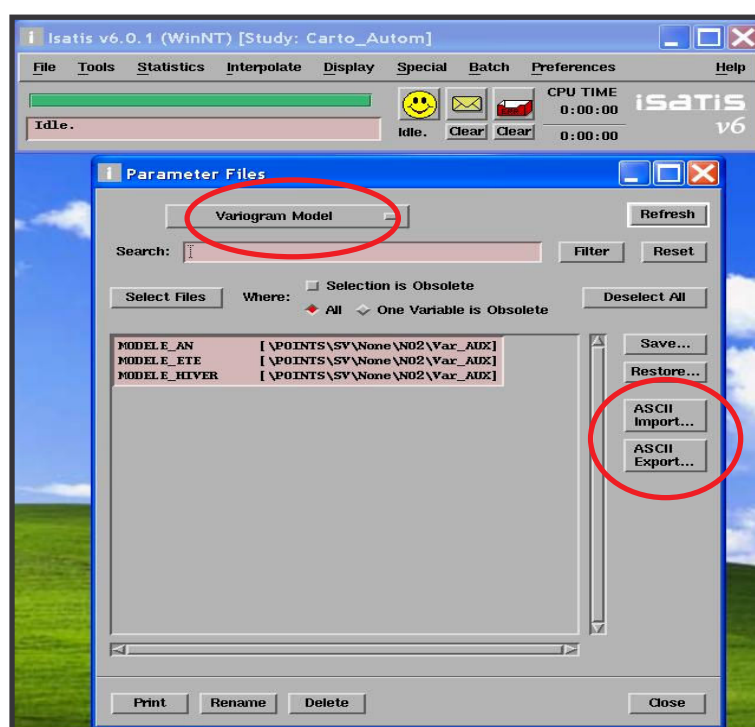 Isatis v6.0.1 (WinNT) [Study: Carto_Autom]
File Tools Statistics Interpolate Display Special Batch Preferences Help
CPU TIME
0:00:00
isatis
Idle.
Idle. Clear Clear
0:00:00
v6
Parameter Files
Variogram Model
Refresh
Search:
Filter
Reset
Select Files
Where:
Selection is Obsolete
All
One Variable is Obsolete
Deselect All
MODELE_AN [\POINTS\SV\None\NO2\Var_AUX]
MODELE_ETE [\POINTS\SV\None\NO2\Var_AUX]
MODELE_HIVER [\POINTS\SV\None\NO2\Var_AUX]
Save...
Restore...
ASCII
Import...
ASCII
Export...
Print
Rename
Delete
Close